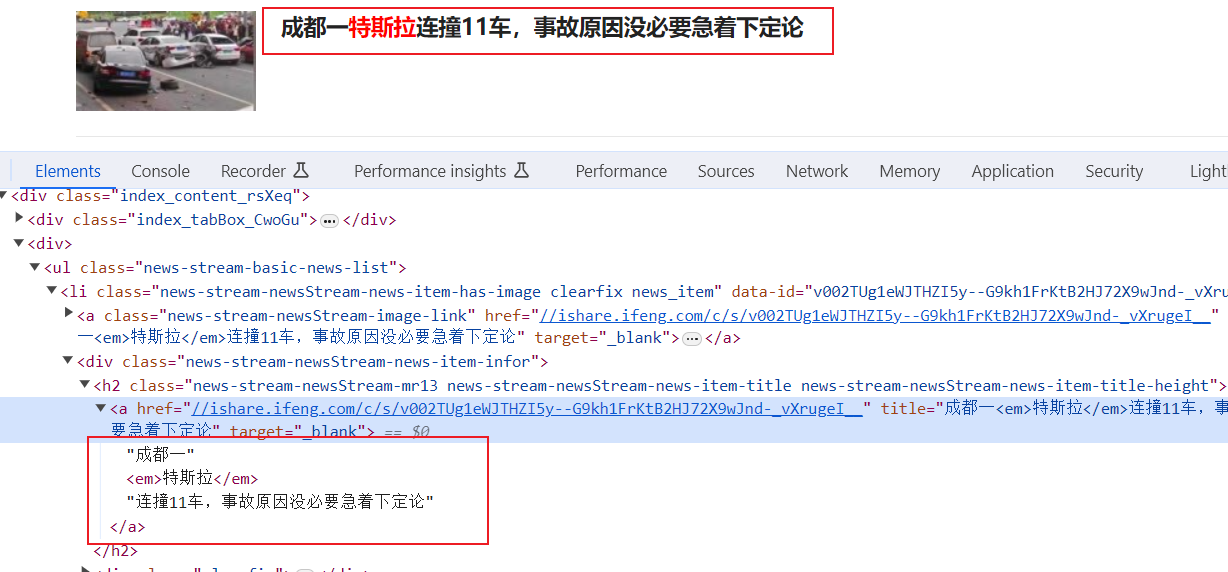 成都一特斯拉连撞11车，事故原因没必要急着下定论
Elements Console Recorder Performance insights Performance Sources Network Memory Application Security Light
<div class="index_content_rsXeq">
<div class="index_tabBox_CwoGu">…</div>
<div>
<ul class="news-stream-basic-news-list">
<li class="news-stream-newsStream-news-item-has-image clearfix news_item" data-id="v002TUg1eWJTHZI5y--G9kh1FrKtB2HJ72X9wJnd-_vXru
<a class="news-stream-newsStream-image-link" href="//ishare.ifeng.com/c/s/v002TUg1eWJTHZI5y--G9kh1FrKtB2HJ72X9wJnd-_vXrugeI__"
一<em>特斯拉</em>连撞11车，事故原因没必要急着下定论" target="_blank">…</a>
<div class="news-stream-newsStream-news-item-infor">
<h2 class="news-stream-newsStream-mr13 news-stream-newsStream-news-item-title news-stream-newsStream-news-item-title-height">
<a href="//ishare.ifeng.com/c/s/v002TUg1eWJTHZI5y--G9kh1FrKtB2HJ72X9wJnd-_vXrugeI__" title="成都一<em>特斯拉</em>连撞11车，事
要急着下定论" target="_blank"> == $0
"成都一"
<em>特斯拉</em>
"连撞11车，事故原因没必要急着下定论"
</a>
</h2>